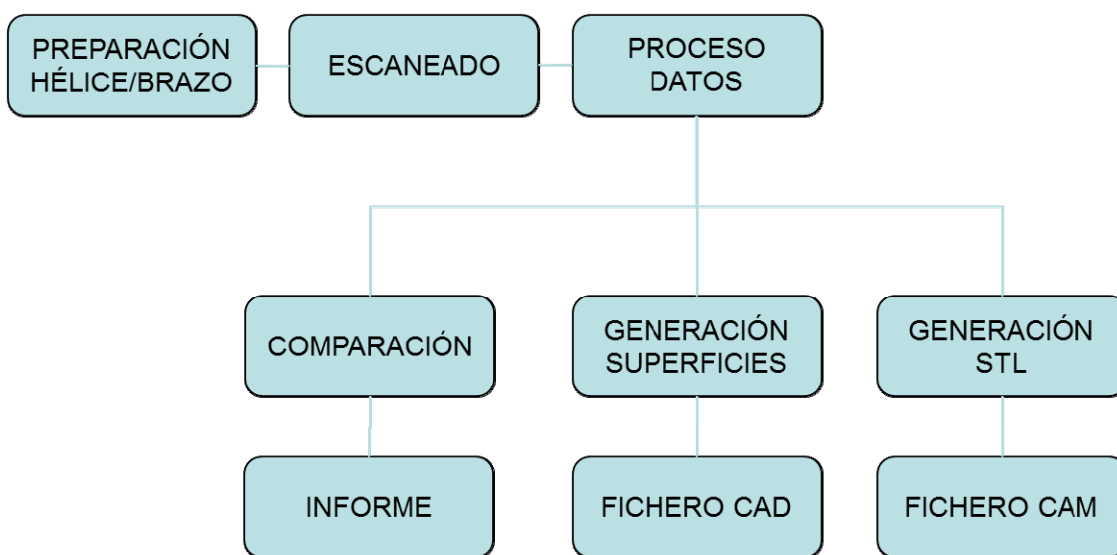 PREPARACIÓN
HÉLICE/BRAZO
ESCANEADO
PROCESO
DATOS
COMPARACIÓN
GENERACIÓN
SUPERFICIES
GENERACIÓN
STL
INFORME
FICHERO CAD
FICHERO CAM